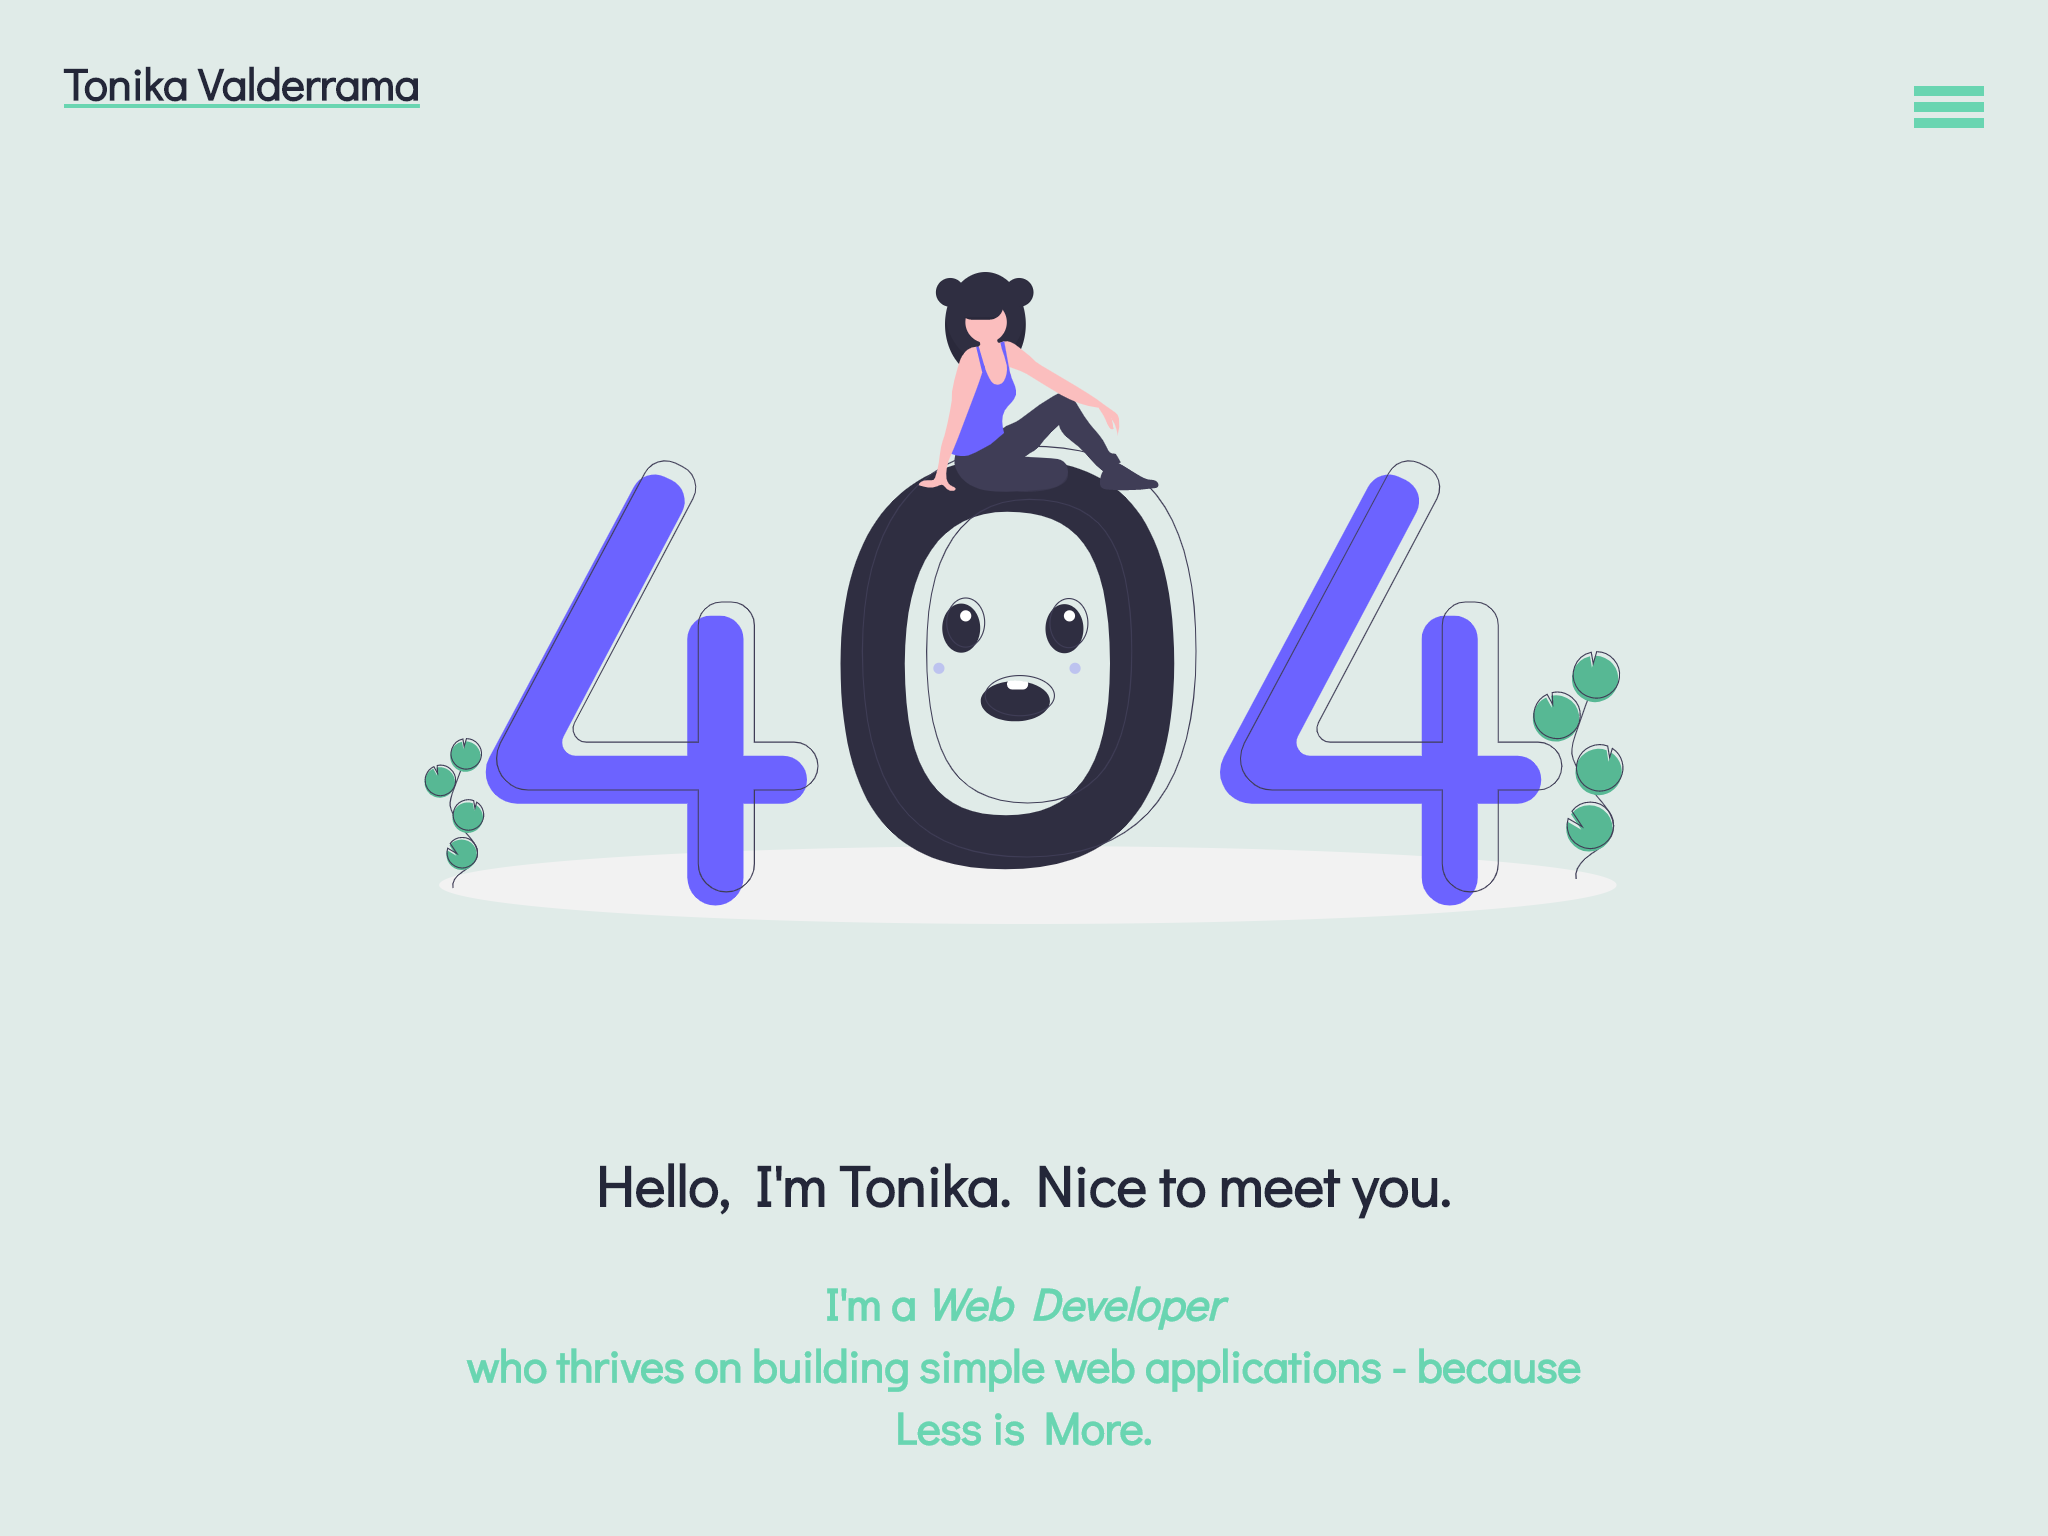 Tonika Valderrama
404
Hello, I'm Tonika. Nice to meet you.
I'm a Web Developer
who thrives on building simple web applications - because
Less is More.